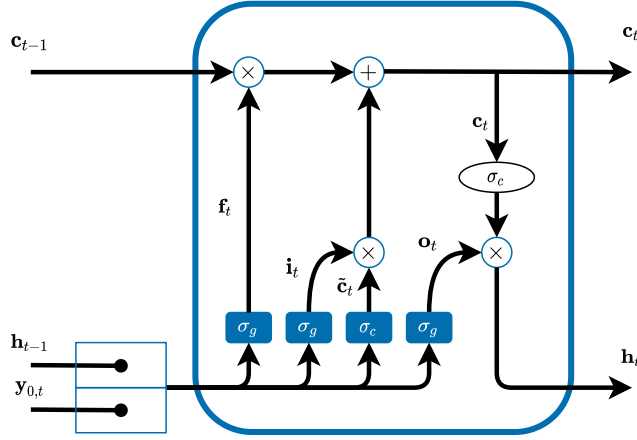 c_{t−1}
c_t
×
+
c_t
σ_c
f_t
i_t
c̃_t
o_t
×
×
σ_g
σ_g
σ_c
σ_g
h_{t−1}
y_{0,t}
h_t